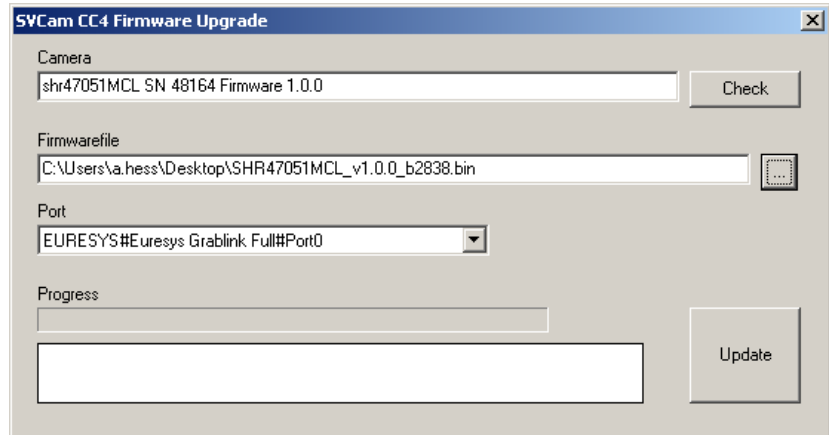 SVCam CC4 Firmware Upgrade
Camera
shr47051MCL SN 48164 Firmware 1.0.0
Check
Firmwarefile
C:\Users\a.hess\Desktop\SHR47051MCL_v1.0.0_b2838.bin
...
Port
EURESYS#Euresys Grablink Full#Port0
Progress
Update